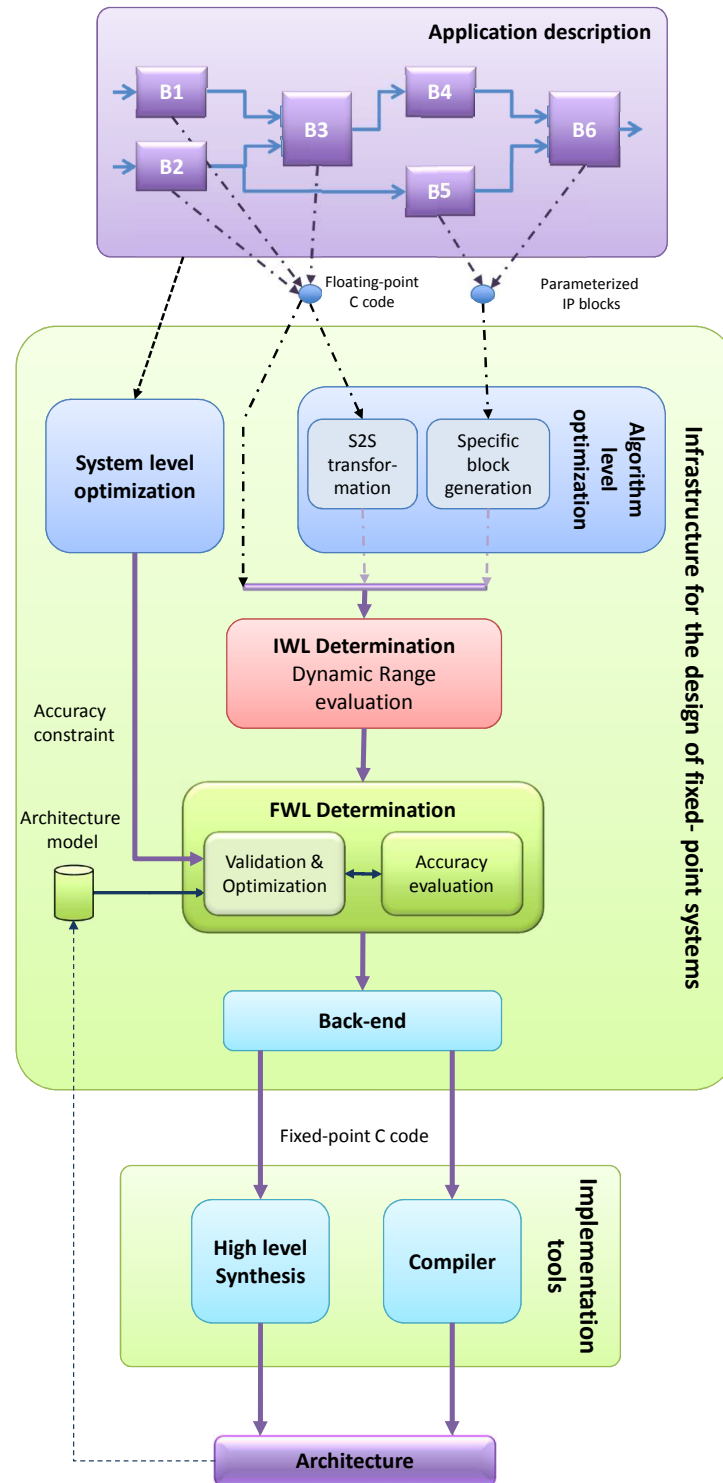 Application description
B1
B4
B3
B6
B2
B5
Floating-point
C code
Parameterized
IP blocks
System level
optimization
S2S
transfor-
mation
Specific
block
generation
Algorithm
level
optimization
Infrastructure for the design of fixed- point systems
IWL Determination
Dynamic Range
evaluation
Accuracy
constraint
FWL Determination
Architecture
model
Validation &
Optimization
Accuracy
evaluation
Back-end
Fixed-point C code
High level
Synthesis
Compiler
Implementation
tools
Architecture